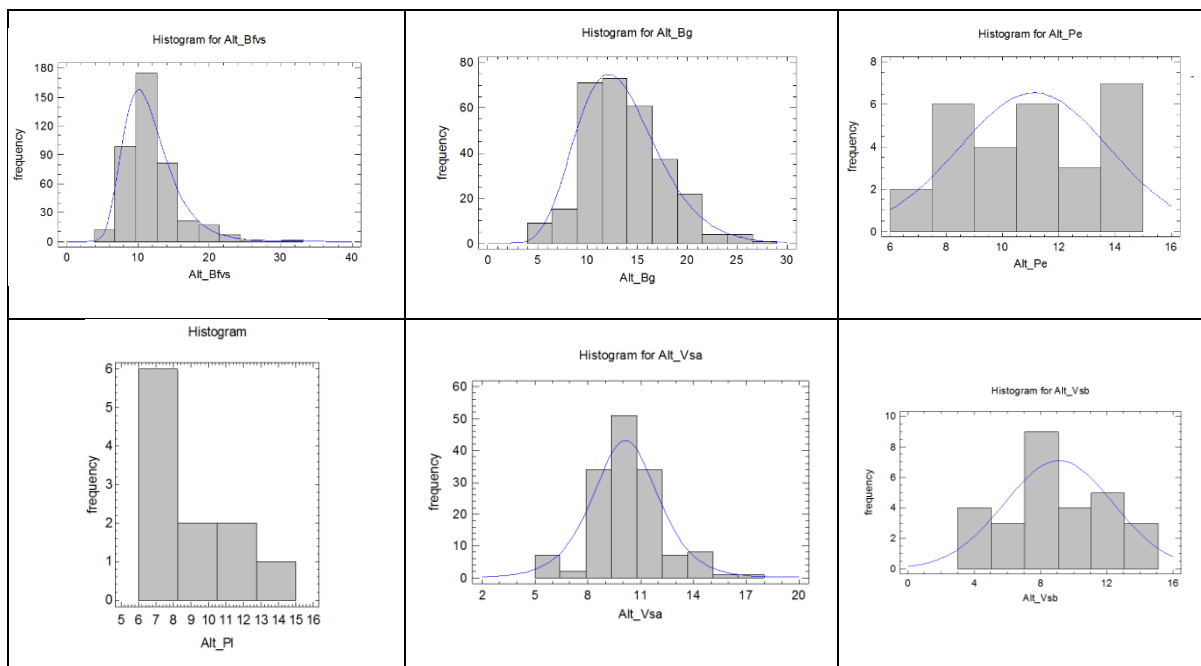 Histogram for Alt_Bfvs
frequency
180
150
120
90
60
30
0
0 10 20 30 40
Alt_Bfvs
Histogram for Alt_Bg
frequency
80
60
40
20
0
0 5 10 15 20 25 30
Alt_Bg
Histogram for Alt_Pe
frequency
8
6
4
2
0
6 8 10 12 14 16
Alt_Pe
Histogram
frequency
6
5
4
3
2
1
0
5 6 7 8 9 10 11 12 13 14 15 16
Alt_Pl
Histogram for Alt_Vsa
frequency
60
50
40
30
20
10
0
2 5 8 11 14 17 20
Alt_Vsa
Histogram for Alt_Vsb
frequency
10
8
6
4
2
0
0 4 8 12 16
Alt_Vsb